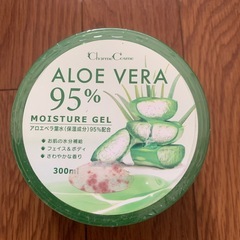 Charme Cosme
ALOE VERA
95%
MOISTURE GEL
アロエベラ葉水(保湿成分)95%配合
● お肌の水分補給
● フェイス&ボディ
● さわやかな香り
300ml